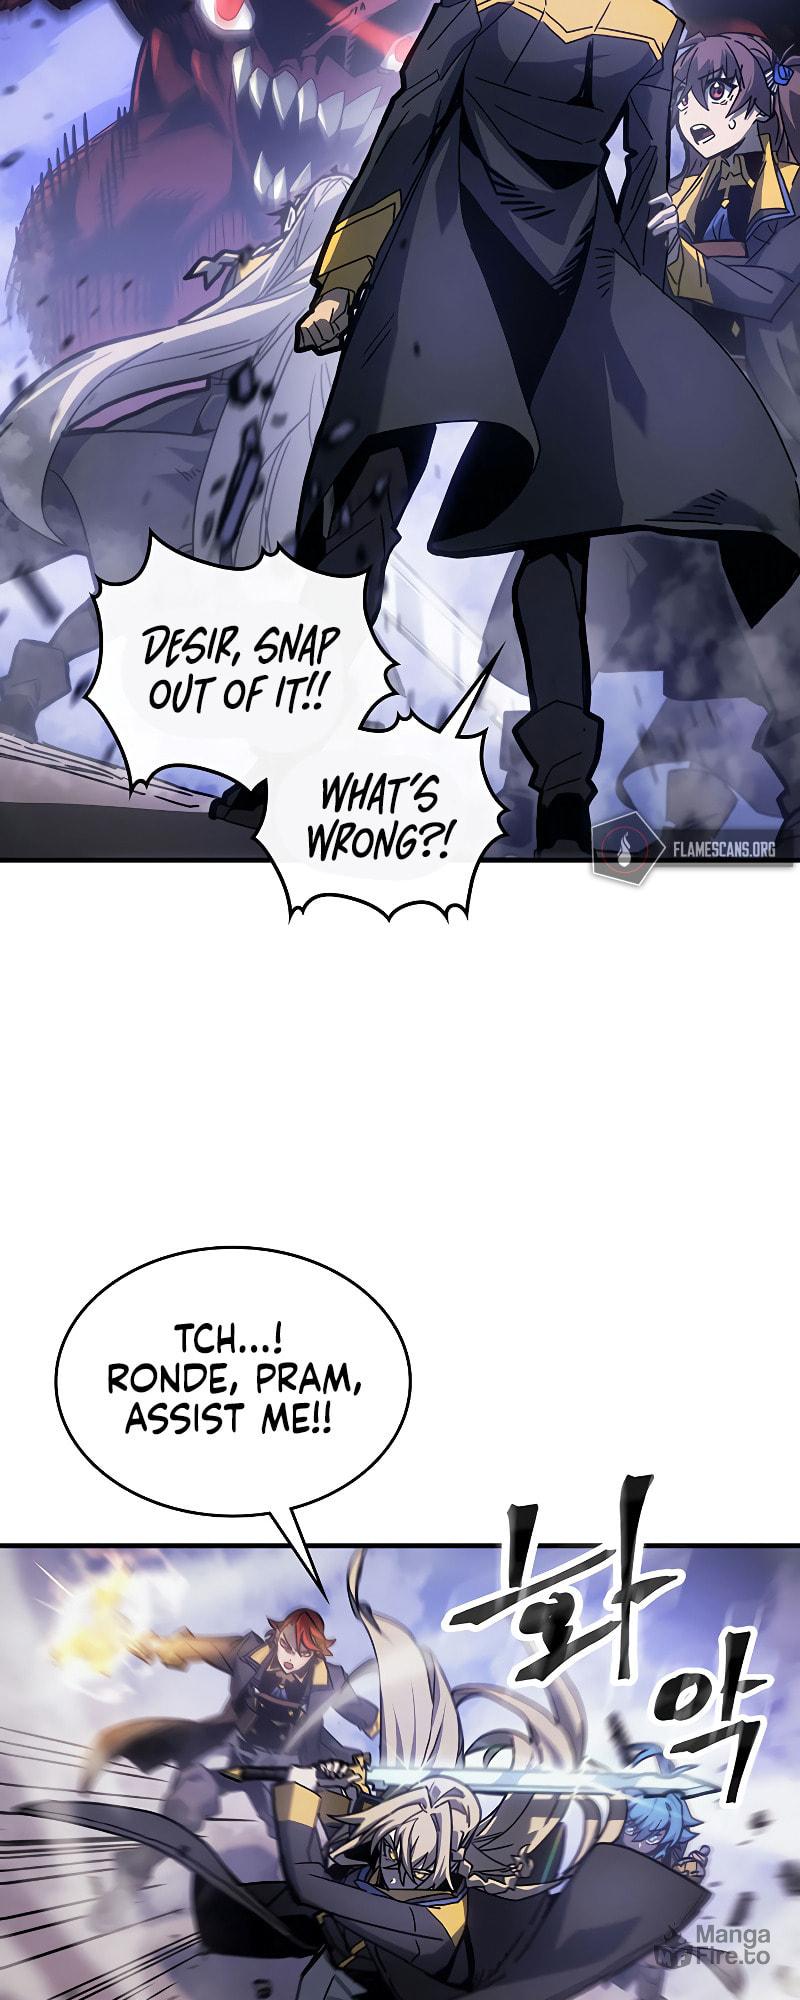 DESIR, SNAP
OUT OF IT!!
WHAT'S
WRONG?!
FLAMESCANS.ORG
TCH...!
RONDE, PRAM,
ASSIST ME!!
화
악
Manga
Fire.to